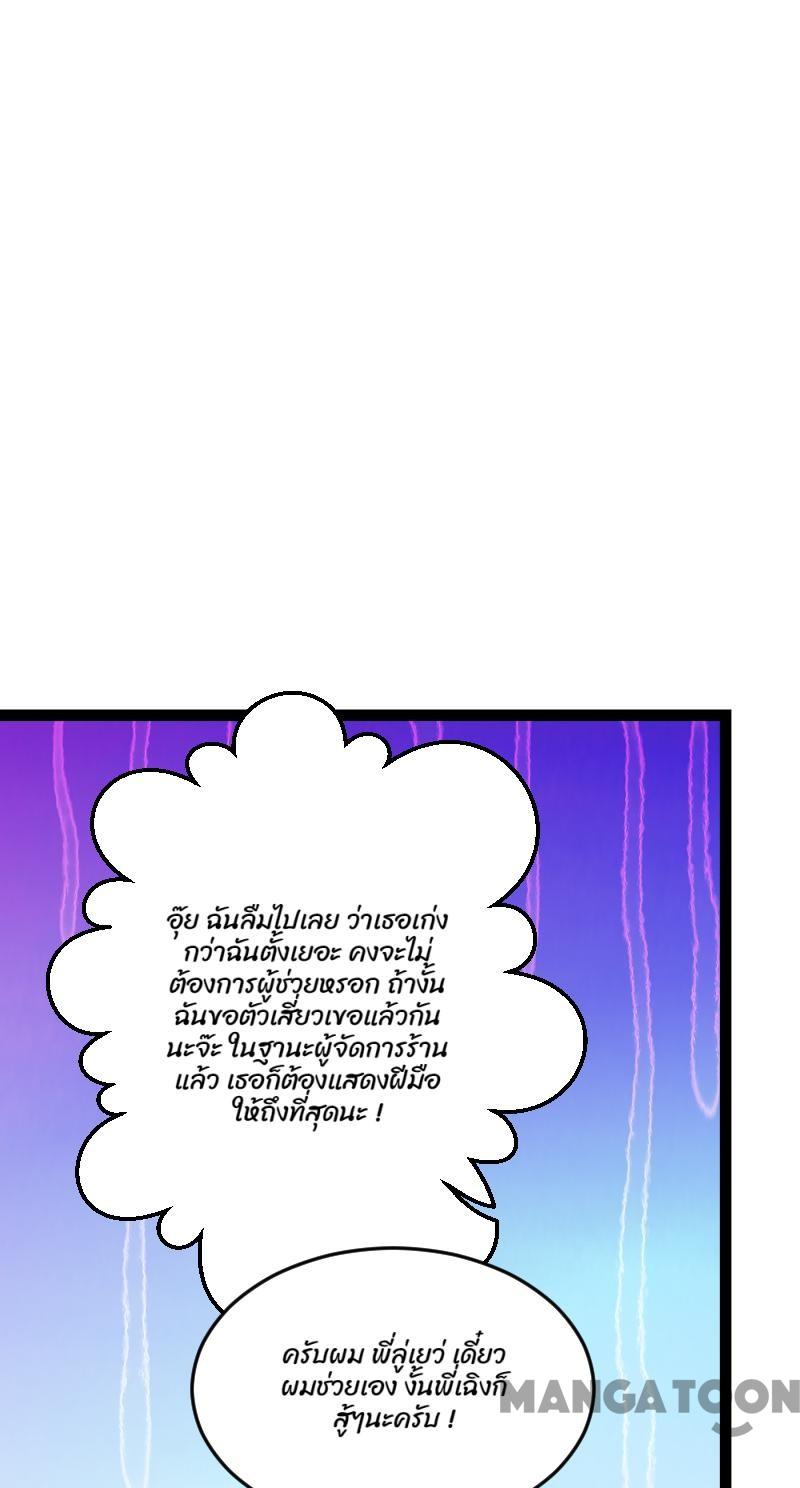 อุ๊ย ฉันลืมไปเลย ว่าเธอเก่ง
กว่าฉันตั้งเยอะ คงจะไม่
ต้องการผู้ช่วยหรอก ถ้างั้น
ฉันขอตัวเสี่ยวเขอแล้วกัน
นะจ๊ะ ในฐานะผู้จัดการร้าน
แล้ว เธอก็ต้องแสดงฝีมือ
ให้ถึงที่สุดนะ !
ครับผม พี่ลู่เยว่ เดี๋ยว
ผมช่วยเอง งั้นพี่เฉิงก็
สู้ๆนะครับ !
MANGATOON